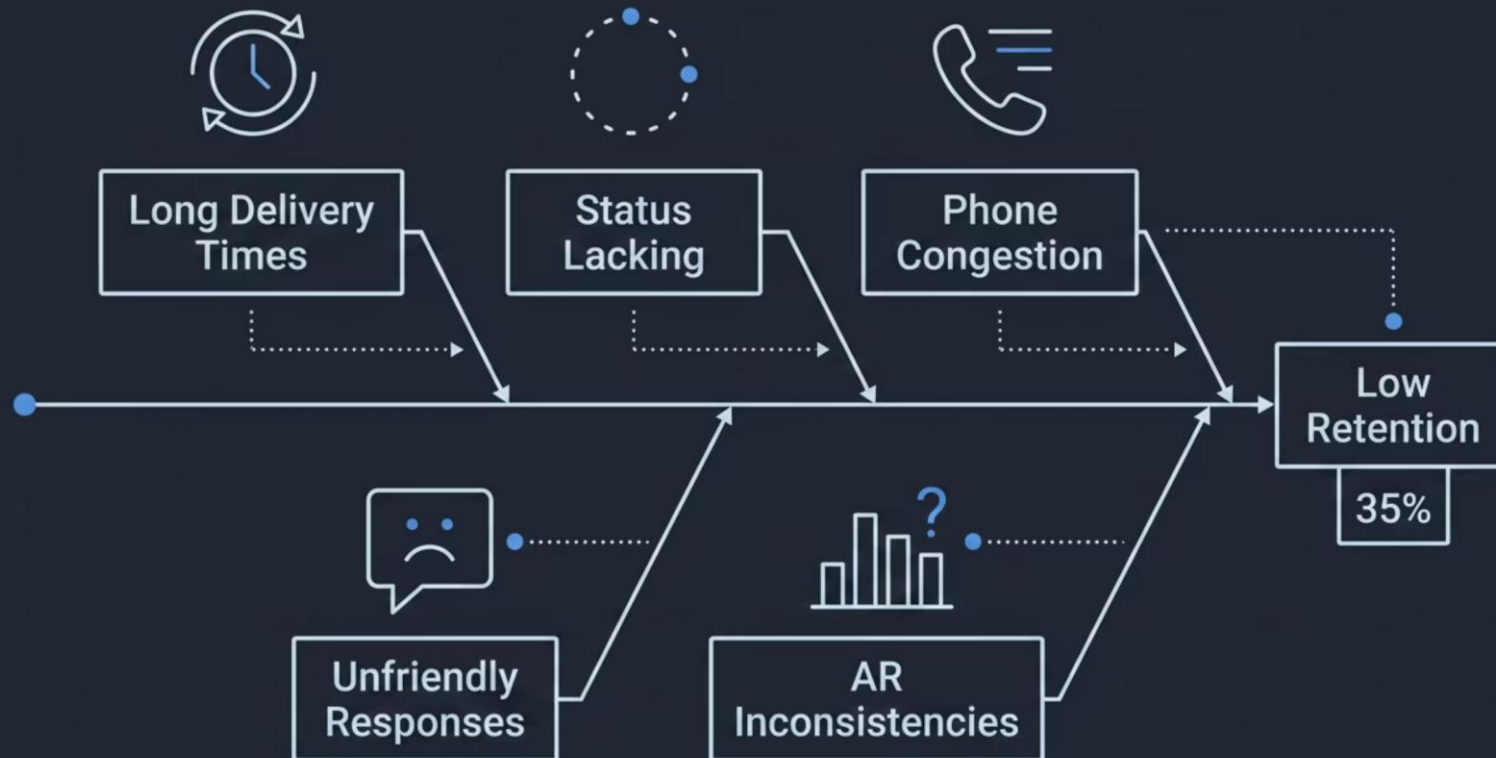 Long Delivery
Times
Status
Lacking
Phone
Congestion
Low
Retention
35%
?
Unfriendly
Responses
AR
Inconsistencies